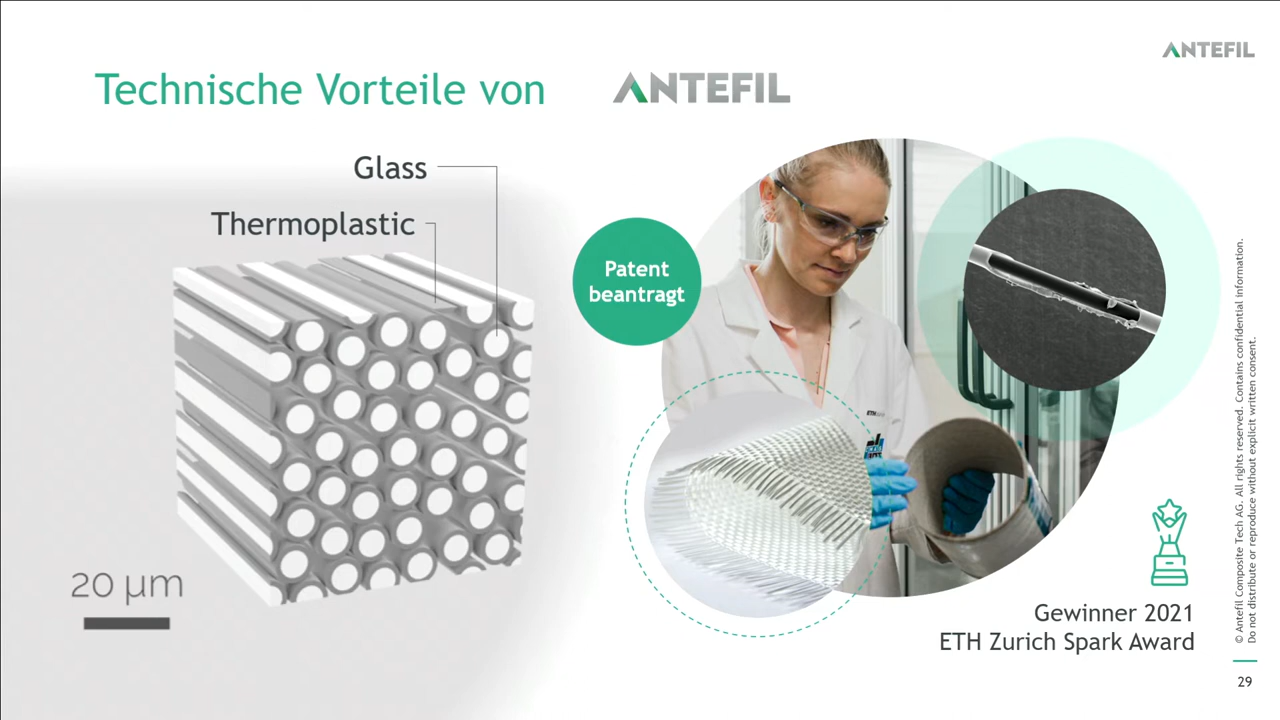 ANTEFIL
Technische Vorteile von ANTEFIL
Glass
Thermoplastic
20 µm
Patent
beantragt
Gewinner 2021
ETH Zurich Spark Award
© Antefil Composite Tech AG. All rights reserved. Contains confidential information.
Do not distribute or reproduce without explicit written consent.
29